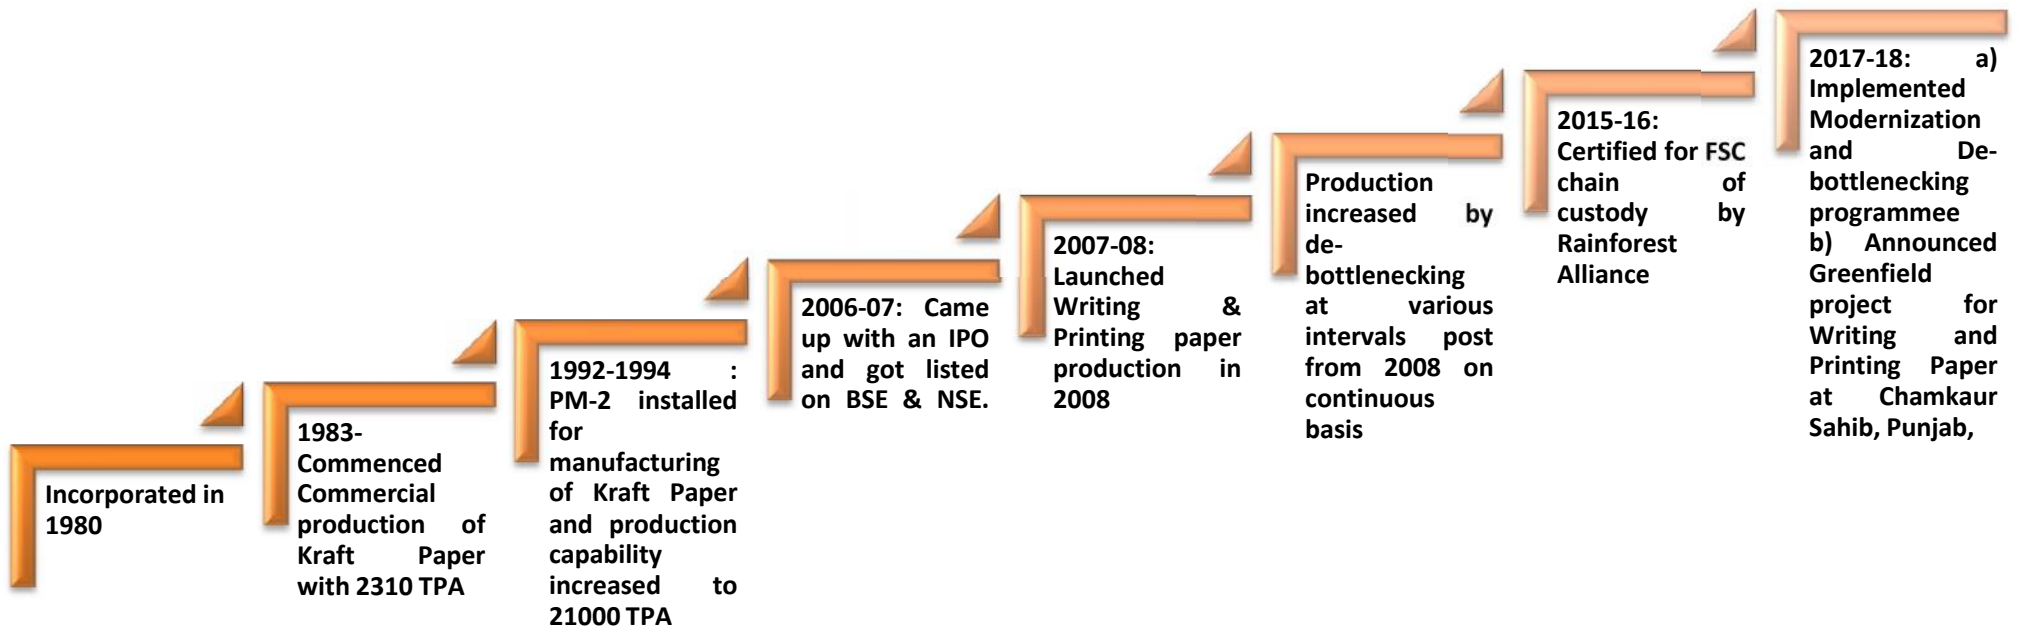 Incorporated in
1980
1983-
Commenced
Commercial
production of
Kraft Paper
with 2310 TPA
1992-1994 :
PM-2 installed
for
manufacturing
of Kraft Paper
and production
capability
increased to
21000 TPA
2006-07: Came
up with an IPO
and got listed
on BSE & NSE.
2007-08:
Launched
Writing &
Printing paper
production in
2008
Production
increased by
de-
bottlenecking
at various
intervals post
from 2008 on
continuous
basis
2015-16:
Certified for FSC
chain of
custody by
Rainforest
Alliance
2017-18: a)
Implemented
Modernization
and De-
bottlenecking
programmee
b) Announced
Greenfield
project for
Writing and
Printing Paper
at Chamkaur
Sahib, Punjab,